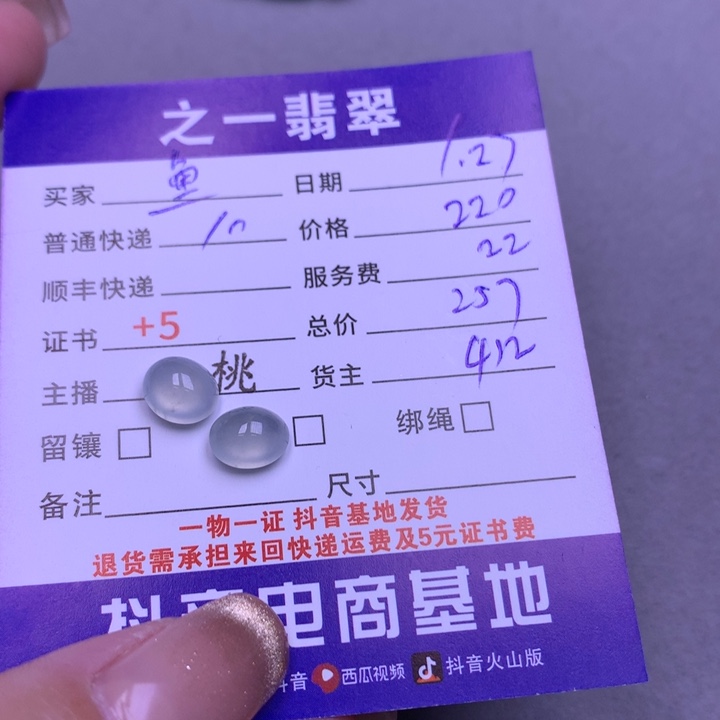 之一翡翠
买家 鱼 日期 1.27
普通快递 10 价格 220
顺丰快递 服务费 22
证书 +5 总价 257
主播 桃 货主 412
留镶 绑绳
备注 尺寸
一物一证 抖音基地发货
退货需承担来回快递运费及5元证书费
抖音电商基地
抖音 西瓜视频 抖音火山版